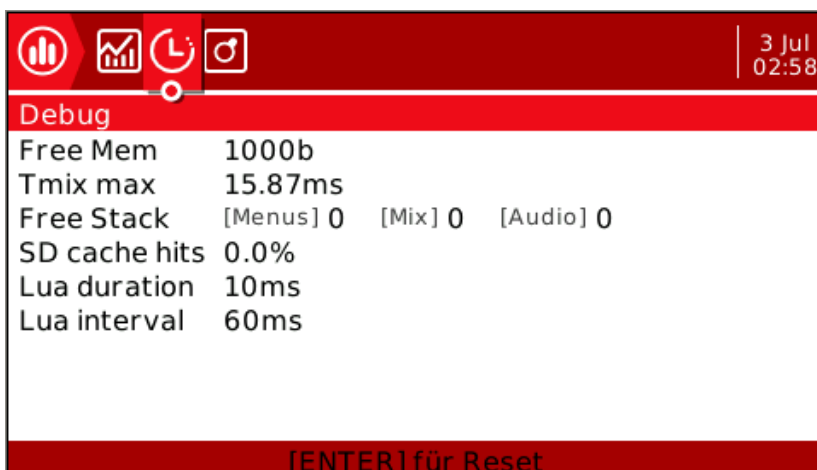 3 Jul
02:58
Debug
Free Mem 1000b
Tmix max 15.87ms
Free Stack [Menus] 0 [Mix] 0 [Audio] 0
SD cache hits 0.0%
Lua duration 10ms
Lua interval 60ms
[ENTER] für Reset